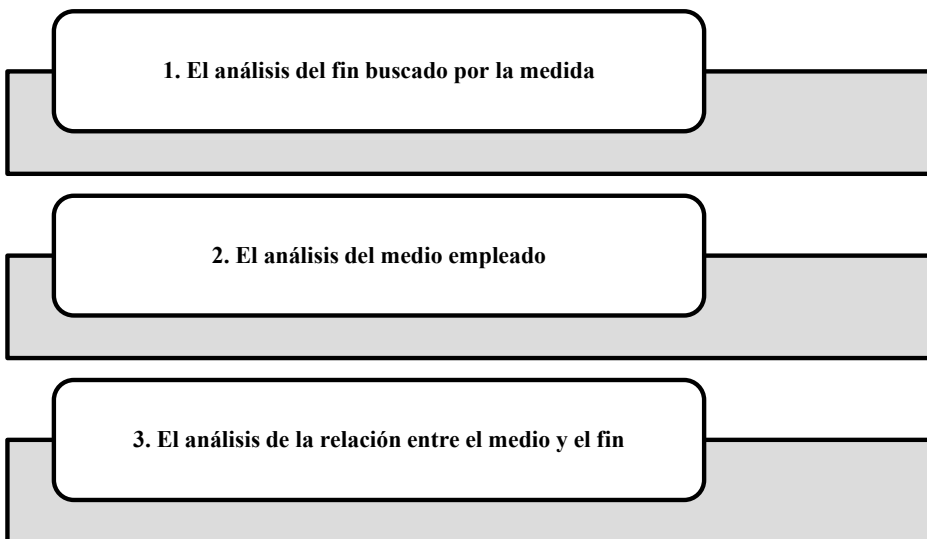 1. El análisis del fin buscado por la medida
2. El análisis del medio empleado
3. El análisis de la relación entre el medio y el fin